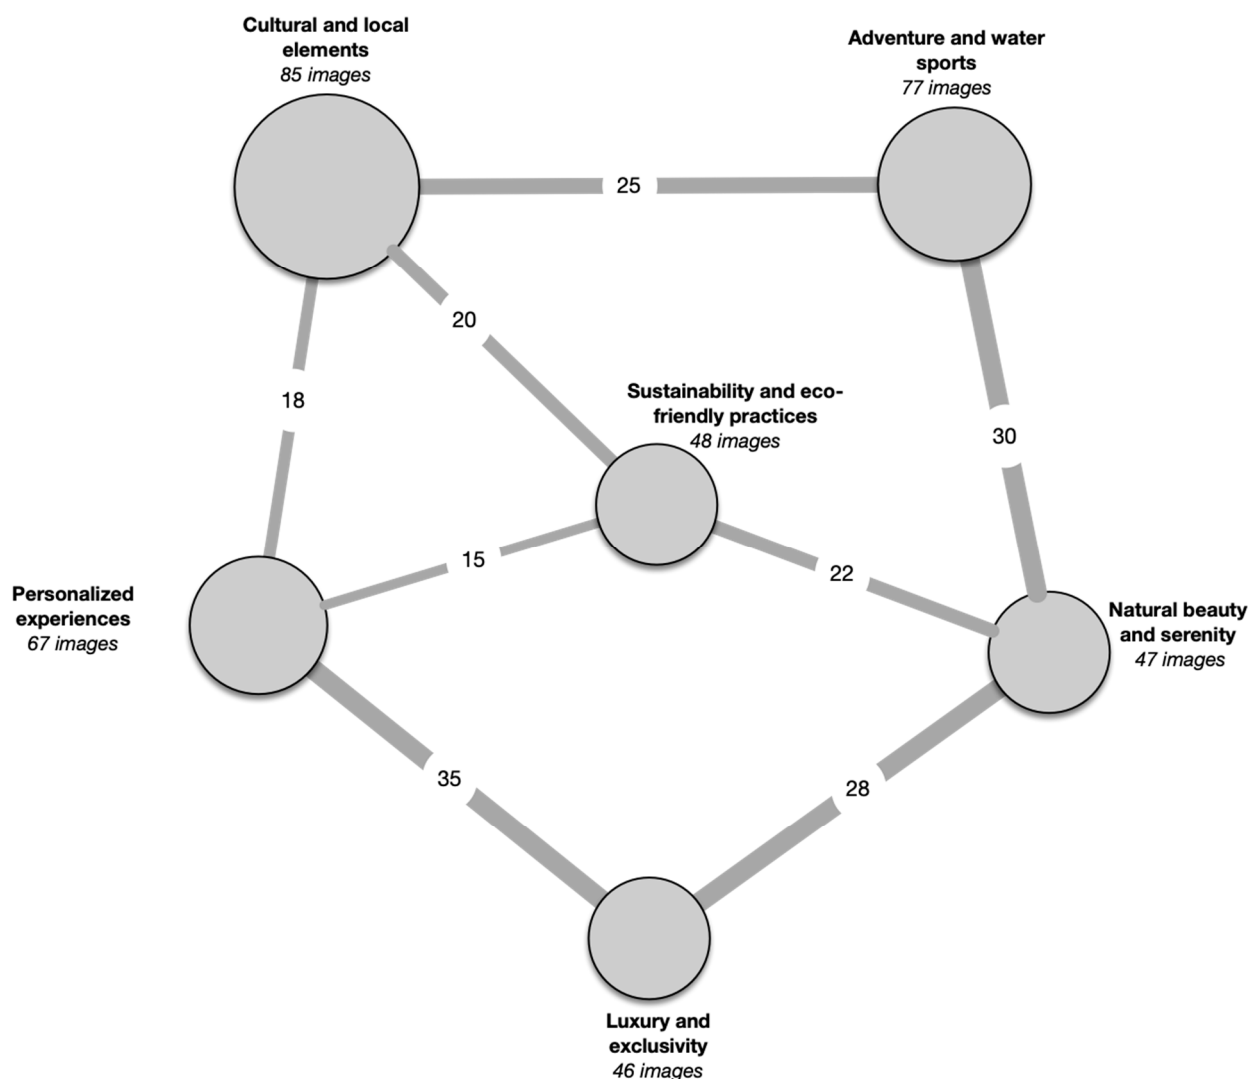 Cultural and local
elements
85 images
Adventure and water
sports
77 images
25
20
18
Sustainability and eco-
friendly practices
48 images
30
15
22
Personalized
experiences
67 images
Natural beauty
and serenity
47 images
35
28
Luxury and
exclusivity
46 images